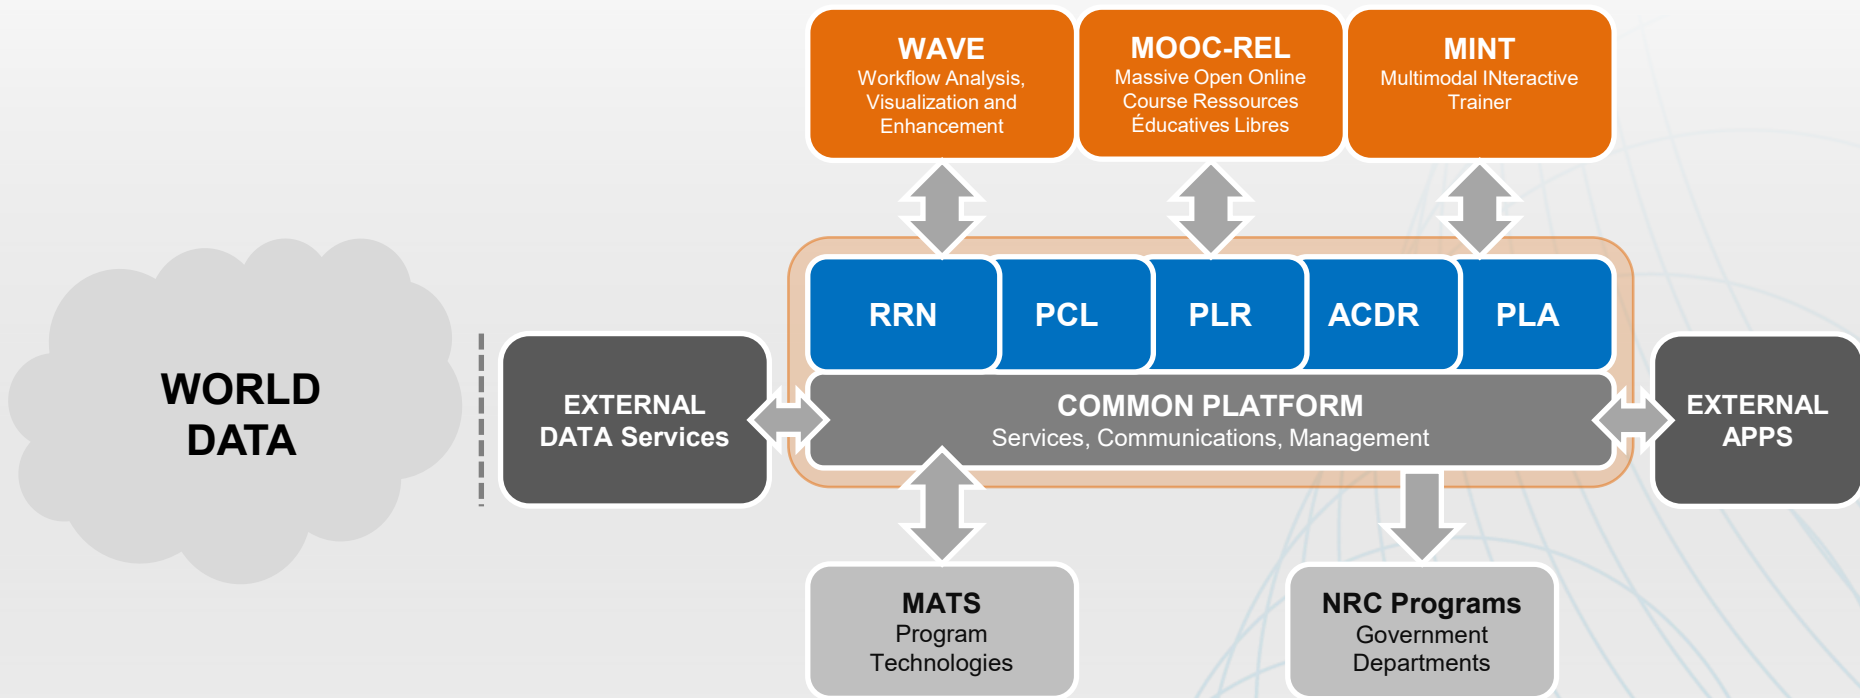 WAVE
Workflow Analysis,
Visualization and
Enhancement
MOOC-REL
Massive Open Online
Course Ressources
Éducatives Libres
MINT
Multimodal INteractive
Trainer
RRN
PCL
PLR
ACDR
PLA
WORLD
DATA
EXTERNAL
DATA Services
COMMON PLATFORM
Services, Communications, Management
EXTERNAL
APPS
MATS
Program
Technologies
NRC Programs
Government
Departments